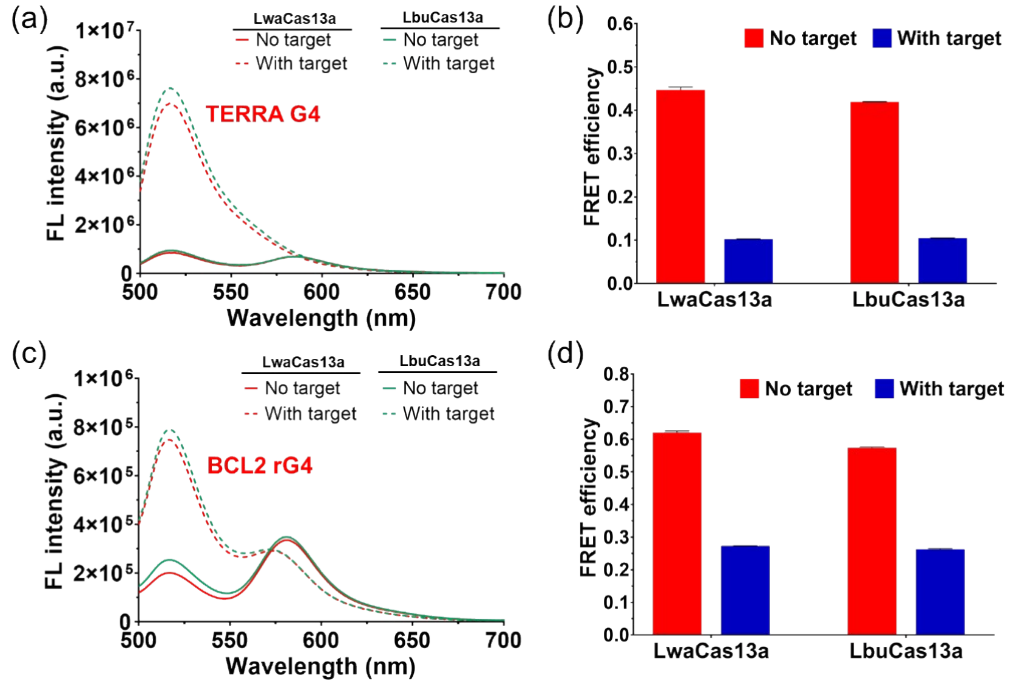 (a)
LwaCas13a LbuCas13a
No target No target
With target With target
TERRA G4
FL intensity (a.u.)
1×10⁷
8×10⁶
6×10⁶
4×10⁶
2×10⁶
0
500 550 600 650 700
Wavelength (nm)
(b)
No target With target
FRET efficiency
0.6
0.5
0.4
0.3
0.2
0.1
0.0
LwaCas13a LbuCas13a
(c)
LwaCas13a LbuCas13a
No target No target
With target With target
BCL2 rG4
FL intensity (a.u.)
1×10⁶
8×10⁵
6×10⁵
4×10⁵
2×10⁵
0
500 550 600 650 700
Wavelength (nm)
(d)
No target With target
FRET efficiency
0.8
0.7
0.6
0.5
0.4
0.3
0.2
0.1
0.0
LwaCas13a LbuCas13a